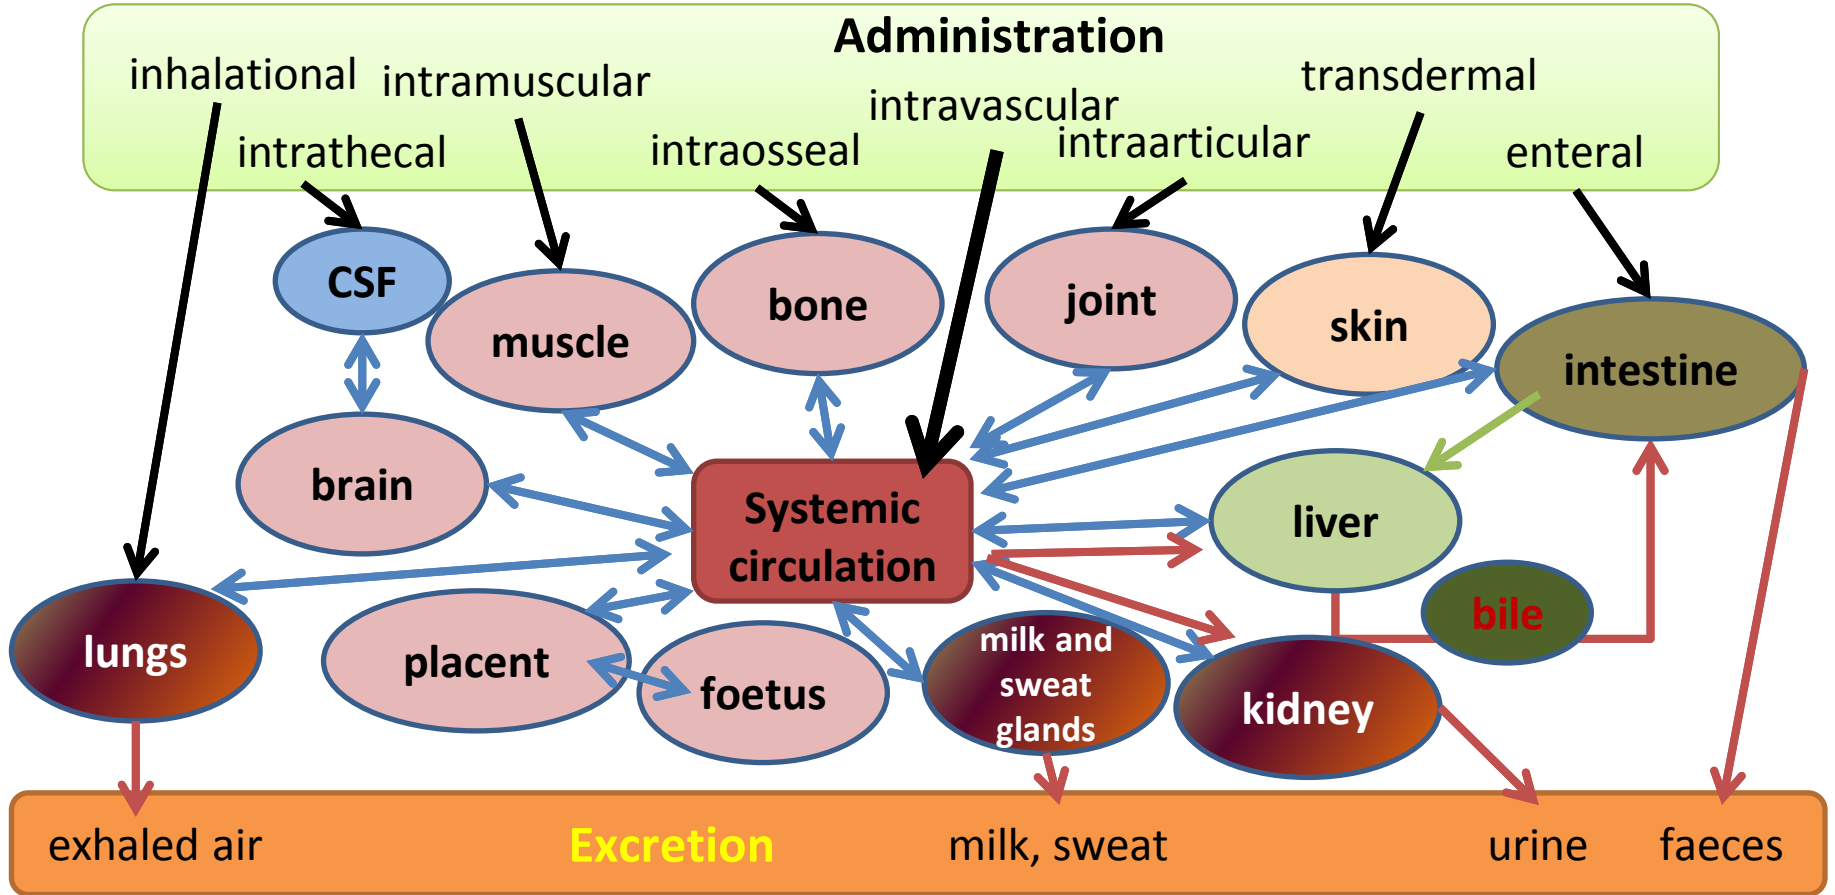 Administration
inhalational
intramuscular
intravascular
transdermal
intrathecal
intraosseal
intraarticular
enteral
CSF
muscle
bone
joint
skin
intestine
brain
Systemic
circulation
liver
bile
lungs
placent
foetus
milk and
sweat
glands
kidney
exhaled air
Excretion
milk, sweat
urine
faeces